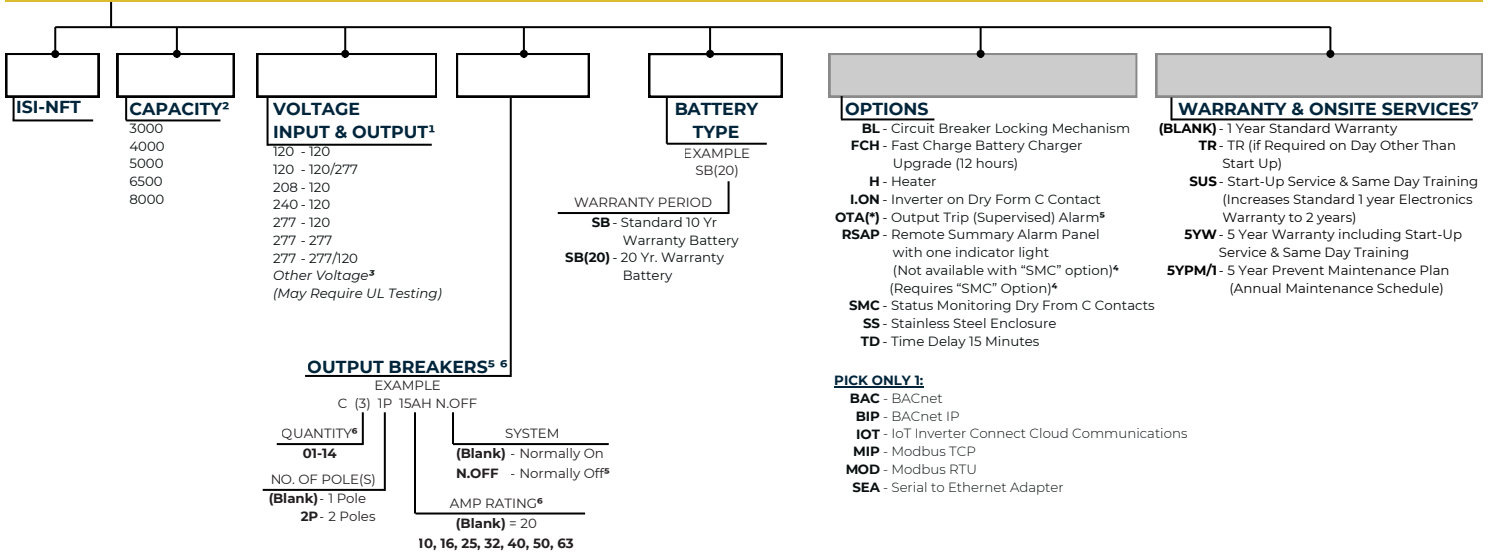 ISI-NFT
CAPACITY²
3000
4000
5000
6500
8000
VOLTAGE
INPUT & OUTPUT¹
120 - 120
120 - 120/277
208 - 120
240 - 120
277 - 120
277 - 277
277 - 277/120
Other Voltage³
(May Require UL Testing)
OUTPUT BREAKERS⁵ ⁶
EXAMPLE
C (3) 1P 15AH N.OFF
QUANTITY⁶
01-14
NO. OF POLE(S)
(Blank) - 1 Pole
2P - 2 Poles
SYSTEM
(Blank) - Normally On
N.OFF - Normally Off⁵
AMP RATING⁶
(Blank) = 20
10, 16, 25, 32, 40, 50, 63
BATTERY
TYPE
EXAMPLE
SB(20)
WARRANTY PERIOD
SB - Standard 10 Yr
Warranty Battery
SB(20) - 20 Yr. Warranty
Battery
OPTIONS
BL - Circuit Breaker Locking Mechanism
FCH - Fast Charge Battery Charger
Upgrade (12 hours)
H - Heater
I.ON - Inverter on Dry Form C Contact
OTA(*) - Output Trip (Supervised) Alarm⁵
RSAP - Remote Summary Alarm Panel
with one indicator light
(Not available with “SMC” option)⁴
(Requires “SMC” Option)⁴
SMC - Status Monitoring Dry From C Contacts
SS - Stainless Steel Enclosure
TD - Time Delay 15 Minutes
PICK ONLY 1:
BAC - BACnet
BIP - BACnet IP
IOT - IoT Inverter Connect Cloud Communications
MIP - Modbus TCP
MOD - Modbus RTU
SEA - Serial to Ethernet Adapter
WARRANTY & ONSITE SERVICES⁷
(BLANK) - 1 Year Standard Warranty
TR - TR (if Required on Day Other Than
Start Up)
SUS - Start-Up Service & Same Day Training
(Increases Standard 1 year Electronics
Warranty to 2 years)
5YW - 5 Year Warranty including Start-Up
Service & Same Day Training
5YPM/1 - 5 Year Prevent Maintenance Plan
(Annual Maintenance Schedule)